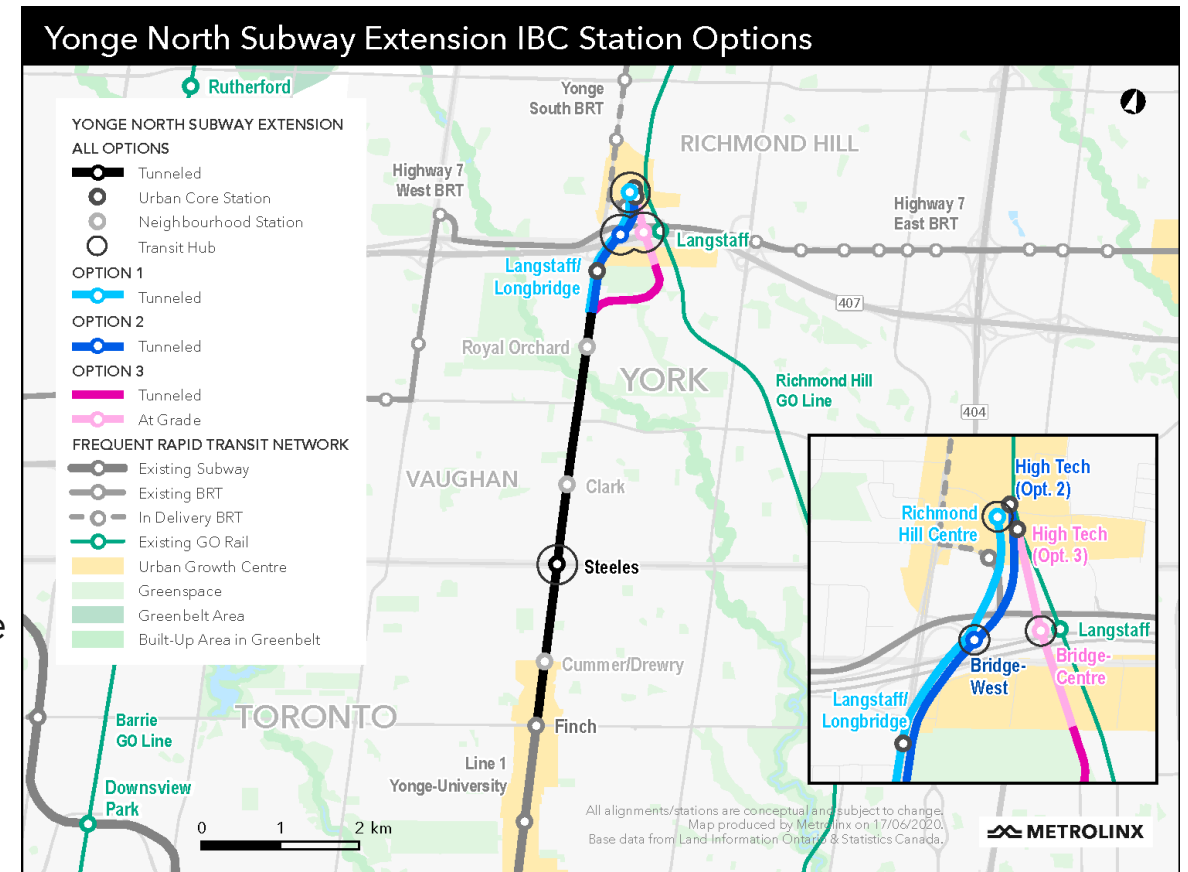 Yonge North Subway Extension IBC Station Options
Rutherford
YONGE NORTH SUBWAY EXTENSION
ALL OPTIONS
Tunneled
Urban Core Station
Neighbourhood Station
Transit Hub
OPTION 1
Tunneled
OPTION 2
Tunneled
OPTION 3
Tunneled
At Grade
FREQUENT RAPID TRANSIT NETWORK
Existing Subway
Existing BRT
In Delivery BRT
Existing GO Rail
Urban Growth Centre
Greenspace
Greenbelt Area
Built-Up Area in Greenbelt
Yonge
South BRT
RICHMOND HILL
Highway 7
West BRT
Highway 7
East BRT
Langstaff
Langstaff/
Longbridge
407
Royal Orchard
YORK
Richmond Hill
GO Line
404
VAUGHAN
Clark
Steeles
Cummer/Drewry
TORONTO
Finch
Barrie
GO Line
Line 1
Yonge-University
Downsview
Park
0 1 2 km
High Tech
(Opt. 2)
Richmond
Hill Centre
High Tech
(Opt. 3)
Langstaff
Bridge-
West
Bridge-
Centre
Langstaff/
Longbridge
All alignments/stations are conceptual and subject to change.
Map produced by Metrolinx on 17/06/2020.
Base data from Land Information Ontario & Statistics Canada.
METROLINX